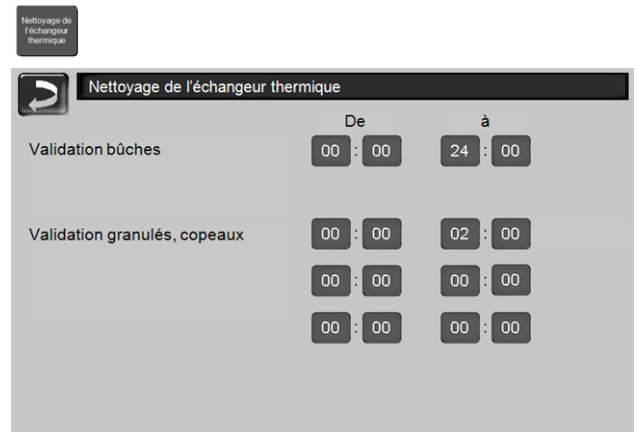 Nettoyage de
l'échangeur
thermique
Nettoyage de l'échangeur thermique
De à
Validation bûches 00 : 00 24 : 00
Validation granulés, copeaux 00 : 00 02 : 00
00 : 00 00 : 00
00 : 00 00 : 00